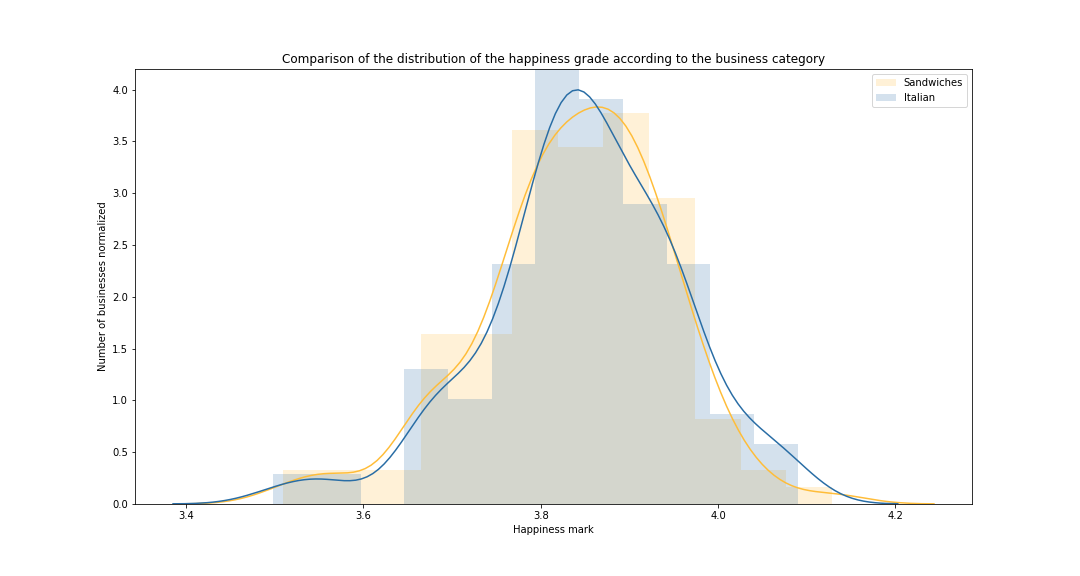 Comparison of the distribution of the happiness grade according to the business category
Sandwiches
Italian
4.0
3.5
3.0
2.5
2.0
1.5
1.0
0.5
0.0
Number of businesses normalized
3.4 3.6 3.8 4.0 4.2
Happiness mark